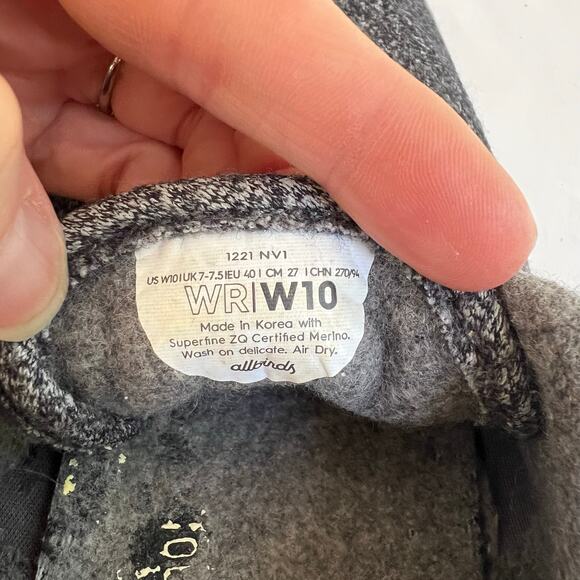 1221 NV1
US W10 | UK 7-7.5 | EU 40 | CM 27 | CHN 270/94
WR|W10
Made in Korea with
Superfine ZQ Certified Merino.
Wash on delicate. Air Dry.
allbirds